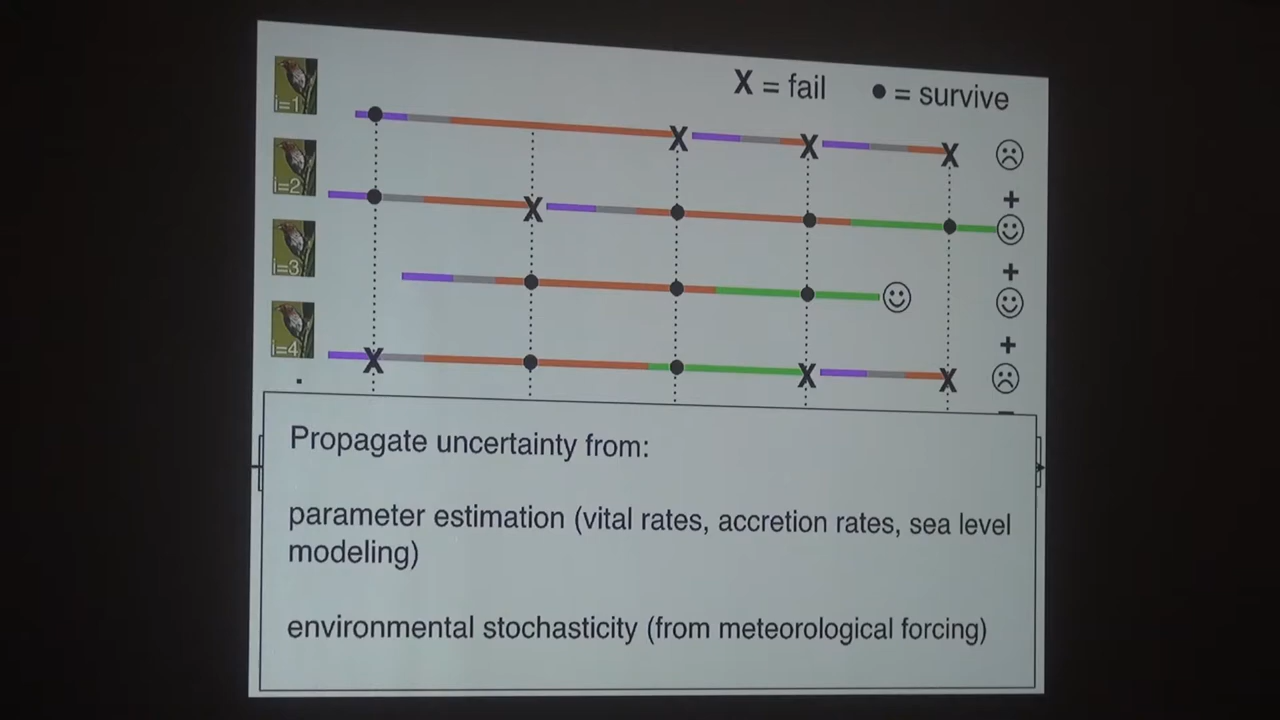 X = fail
● = survive
i=1
i=2
i=3
i=4
Propagate uncertainty from:
parameter estimation (vital rates, accretion rates, sea level
modeling)
environmental stochasticity (from meteorological forcing)